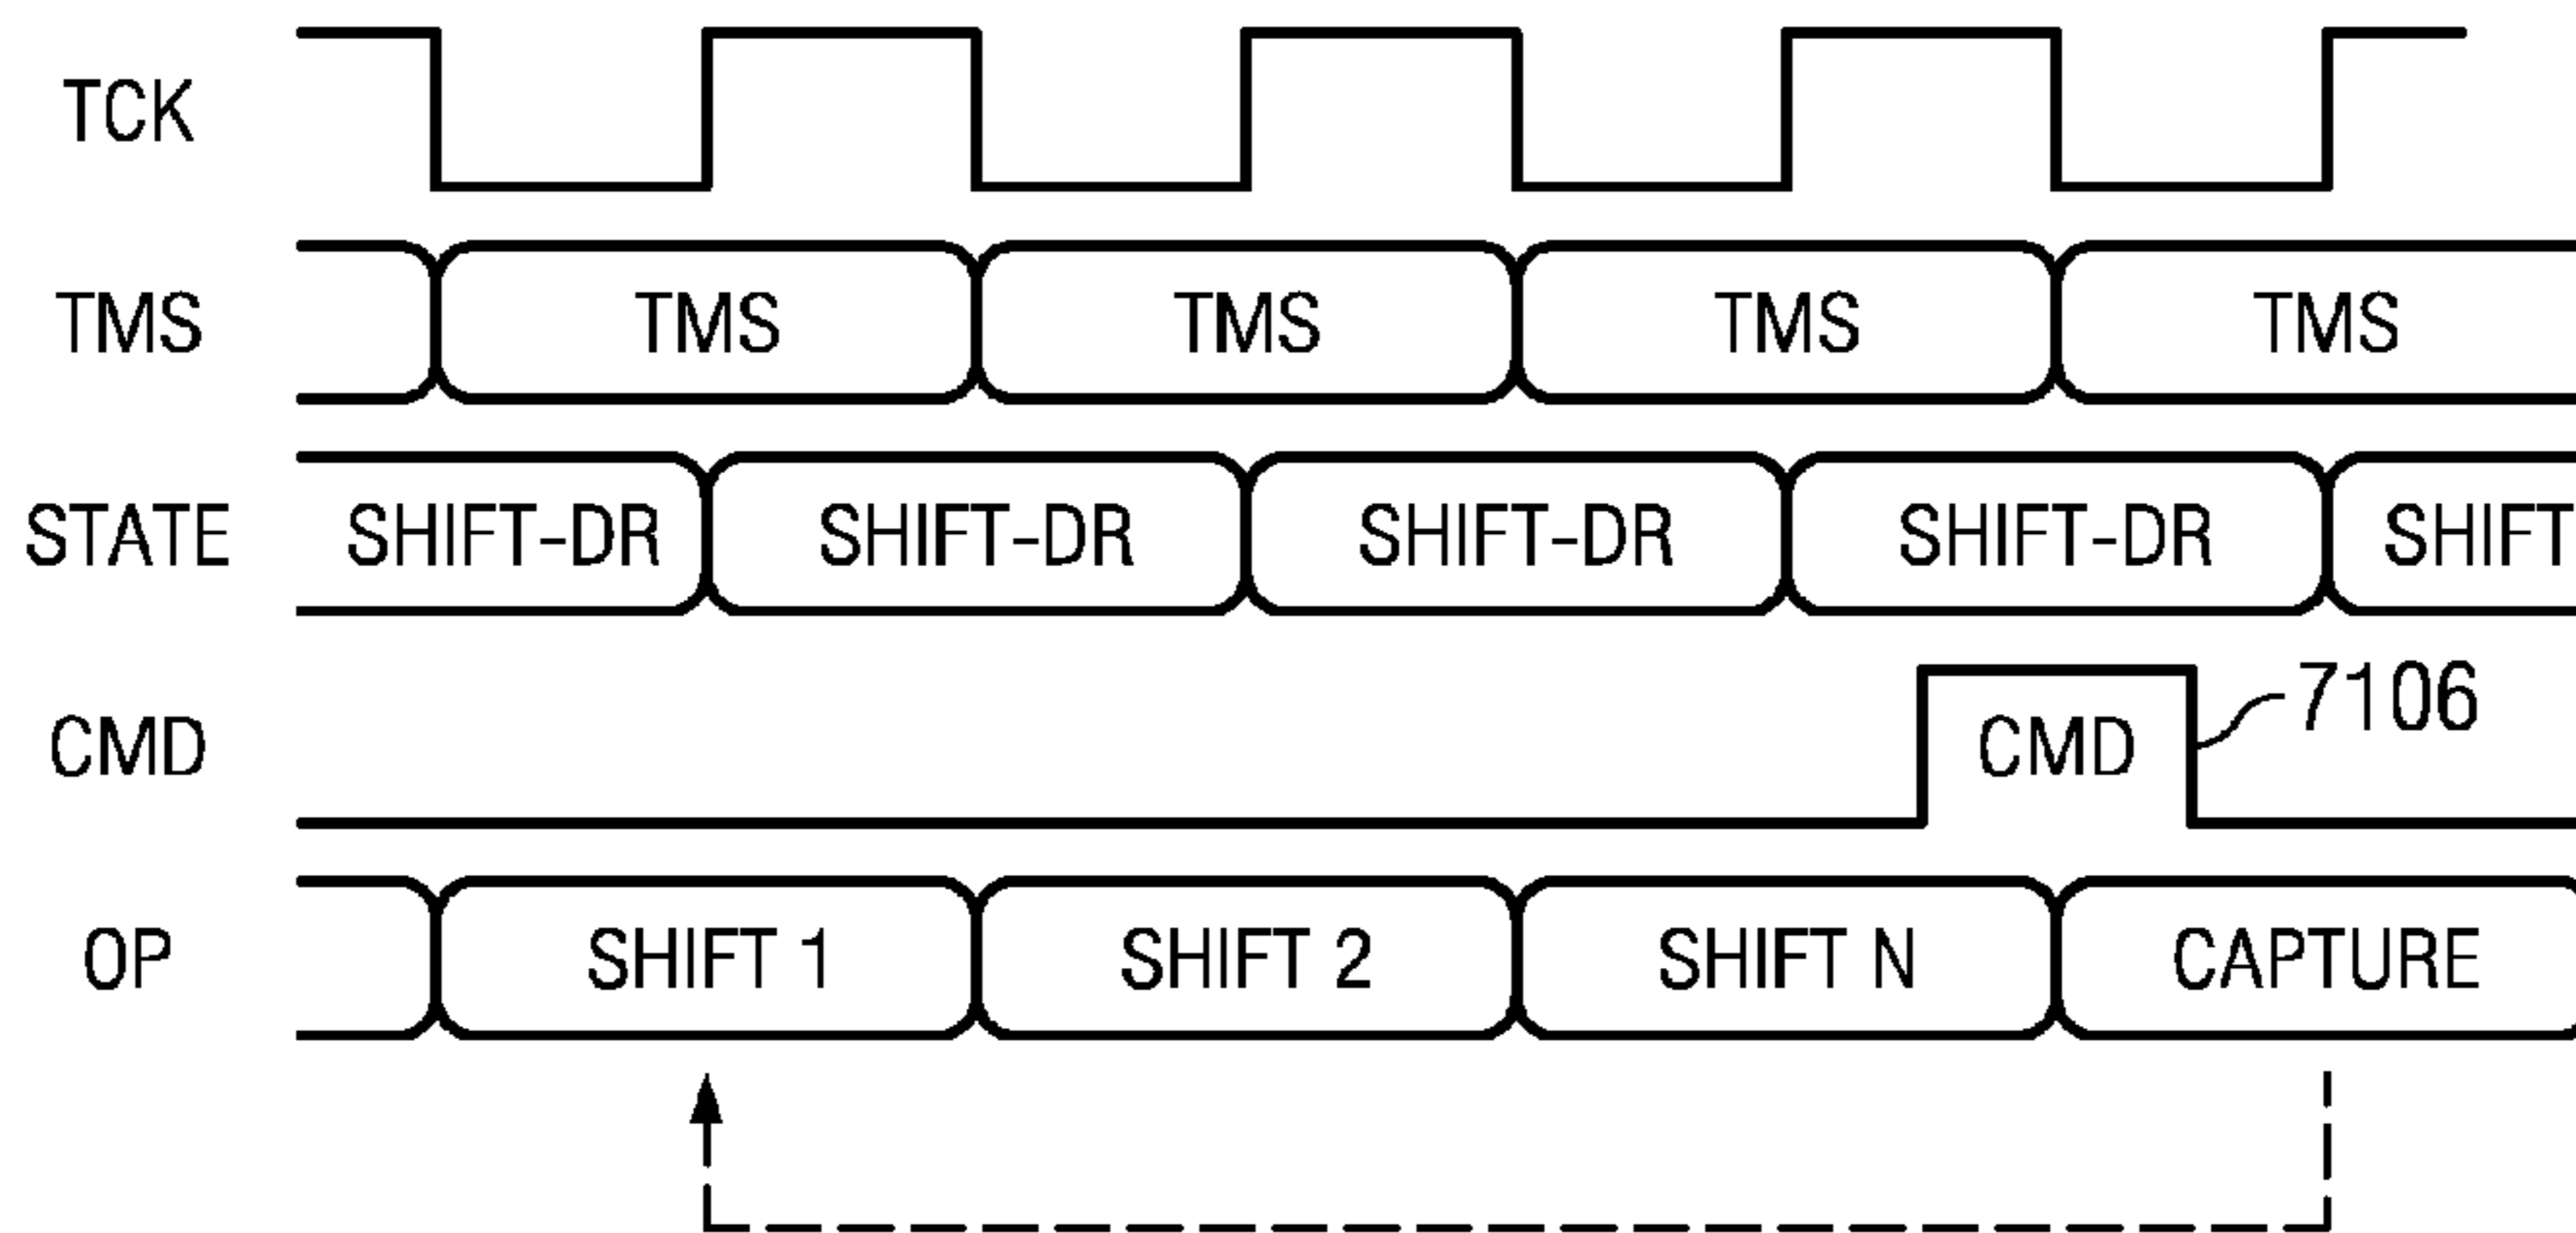 TCK
TMS TMS TMS TMS TMS
STATE SHIFT-DR SHIFT-DR SHIFT-DR SHIFT-DR SHIFT
CMD CMD 7106
OP SHIFT 1 SHIFT 2 SHIFT N CAPTURE